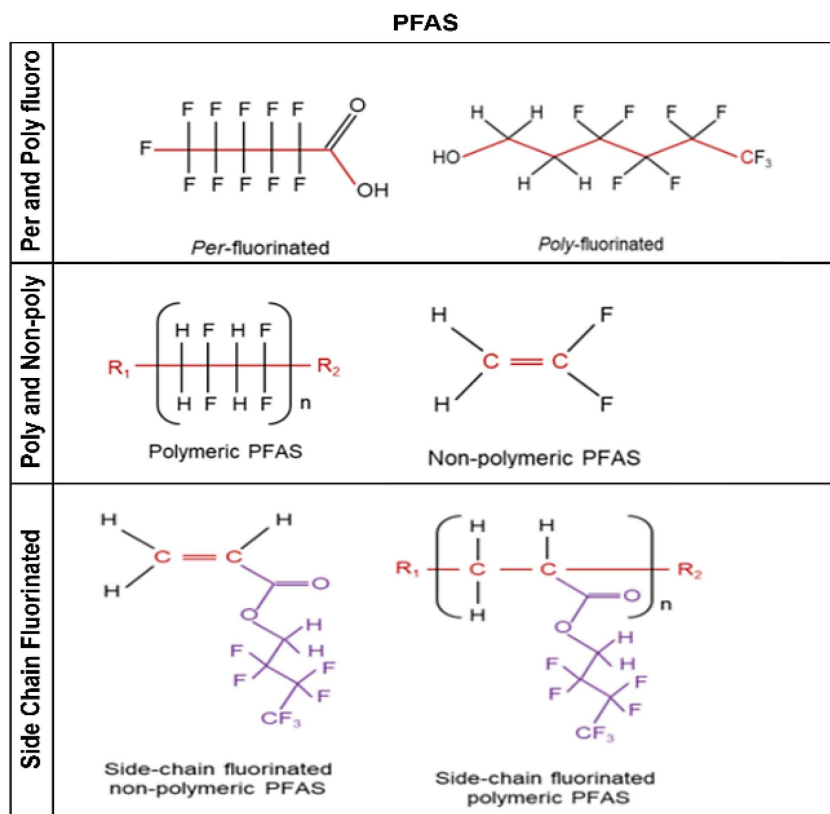 PFAS
Per and Poly fluoro
F F F F F O
F
F F F F F OH
Per-fluorinated
H H F F F F
HO CF3
H H F F
Poly-fluorinated
Poly and Non-poly
H F H F
R1 R2
H F H F n
Polymeric PFAS
H F
C C
H F
Non-polymeric PFAS
Side Chain Fluorinated
H H
C C
H
O
O H
F H
F F
F
CF3
Side-chain fluorinated
non-polymeric PFAS
H H
R1 C C R2
H n
O
O H
F H
F F
F
CF3
Side-chain fluorinated
polymeric PFAS